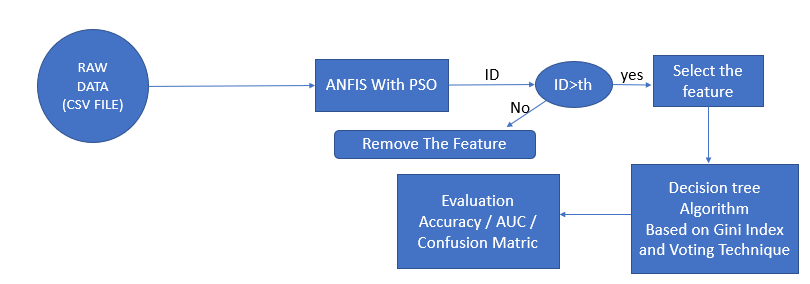 RAW
DATA
(CSV FILE)
ANFIS With PSO
ID
ID>th
yes
Select the
feature
No
Remove The Feature
Decision tree
Algorithm
Based on Gini Index
and Voting Technique
Evaluation
Accuracy / AUC /
Confusion Matric